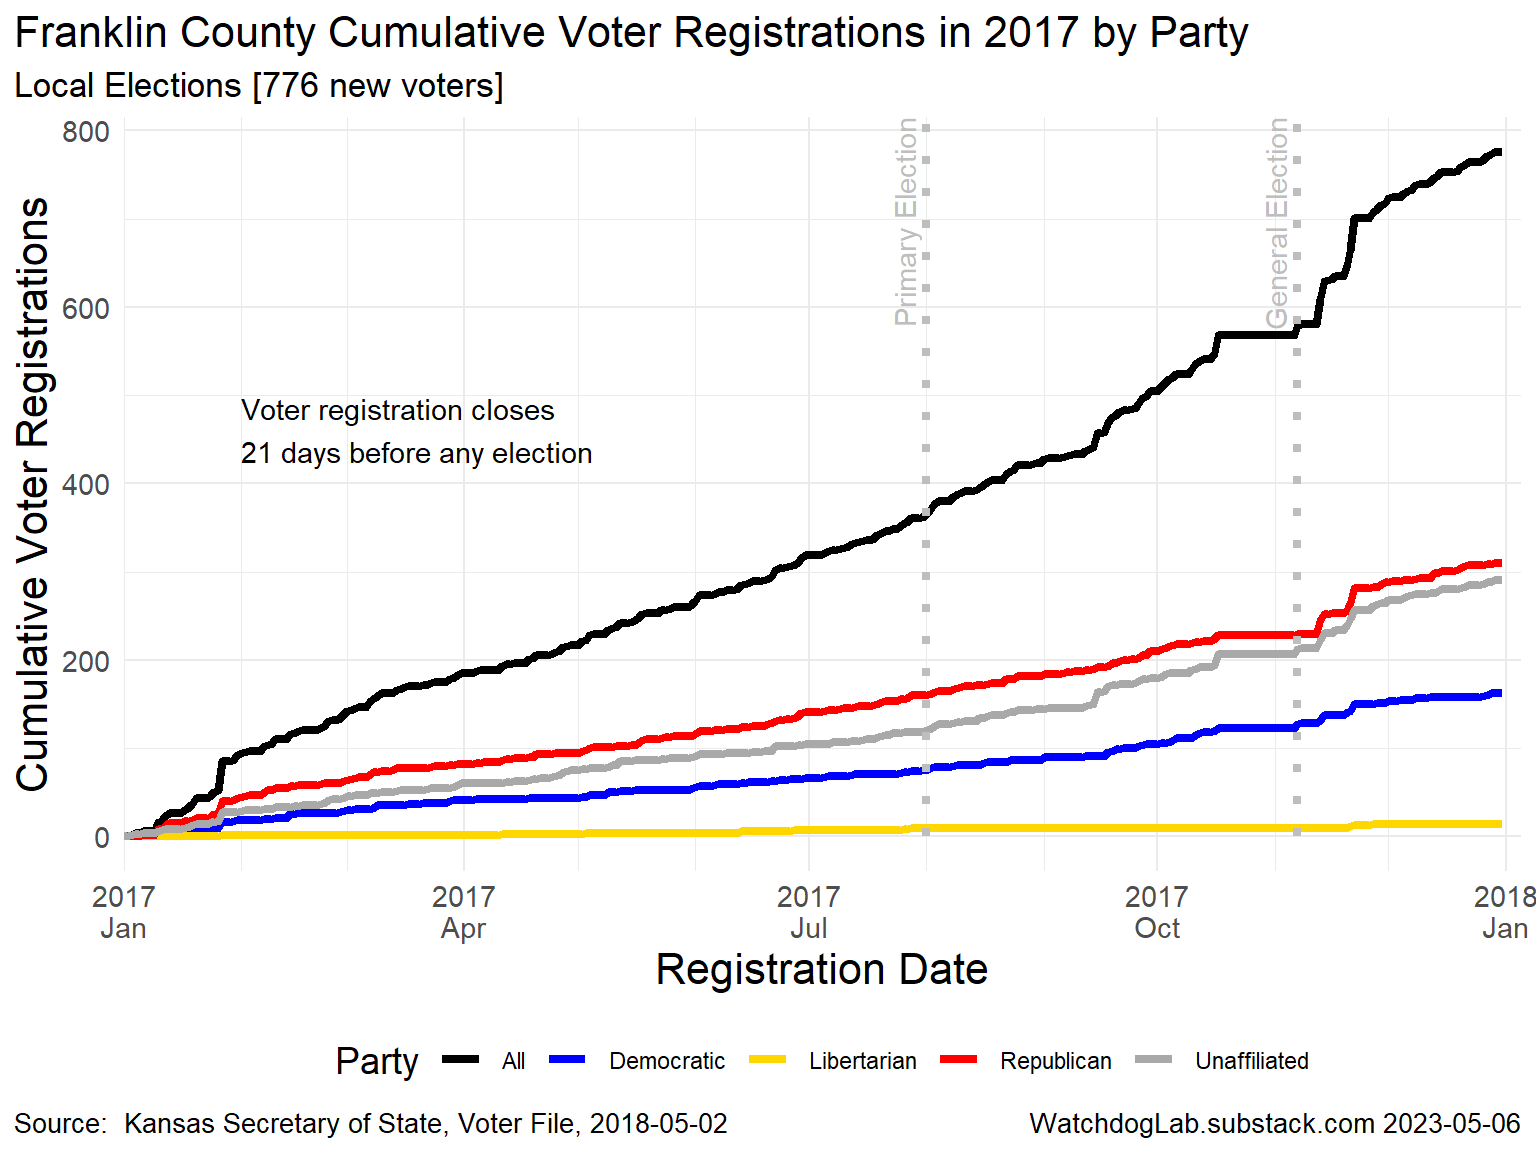 Franklin County Cumulative Voter Registrations in 2017 by Party
Local Elections [776 new voters]
Cumulative Voter Registrations
800
600
400
200
0
Primary Election
General Election
Voter registration closes
21 days before any election
2017 2017 2017 2017 2018
Jan Apr Jul Oct Jan
Registration Date
Party All Democratic Libertarian Republican Unaffiliated
Source:  Kansas Secretary of State, Voter File, 2018-05-02
WatchdogLab.substack.com 2023-05-06